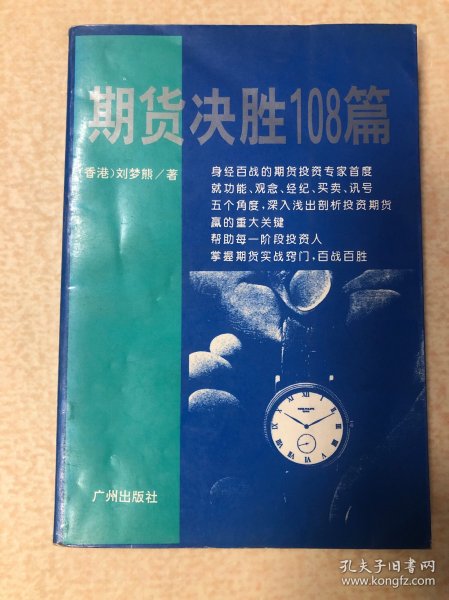 期货决胜108篇
(香港)刘梦熊/著
身经百战的期货投资专家首度
就功能、观念、经纪、买卖、讯号
五个角度,深入浅出剖析投资期货
赢的重大关键
帮助每一阶段投资人
掌握期货实战窍门,百战百胜
广州出版社
孔夫子旧书网
www.kongfz.com